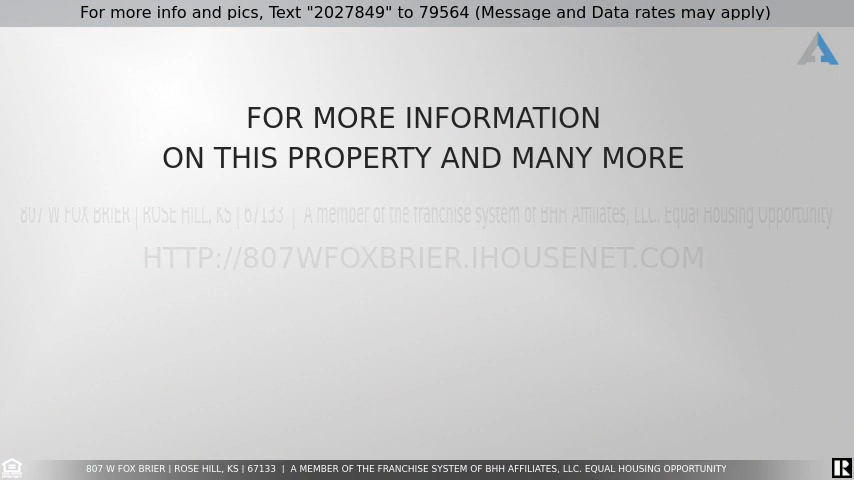 For more info and pics, Text "2027849" to 79564 (Message and Data rates may apply)
FOR MORE INFORMATION
ON THIS PROPERTY AND MANY MORE
807 W FOX BRIER | ROSE HILL, KS | 67133 | A member of the franchise system of BHH Affiliates, LLC. Equal Housing Opportunity
HTTP://807WFOXBRIER.IHOUSENET.COM
807 W FOX BRIER | ROSE HILL, KS | 67133 | A MEMBER OF THE FRANCHISE SYSTEM OF BHH AFFILIATES, LLC. EQUAL HOUSING OPPORTUNITY